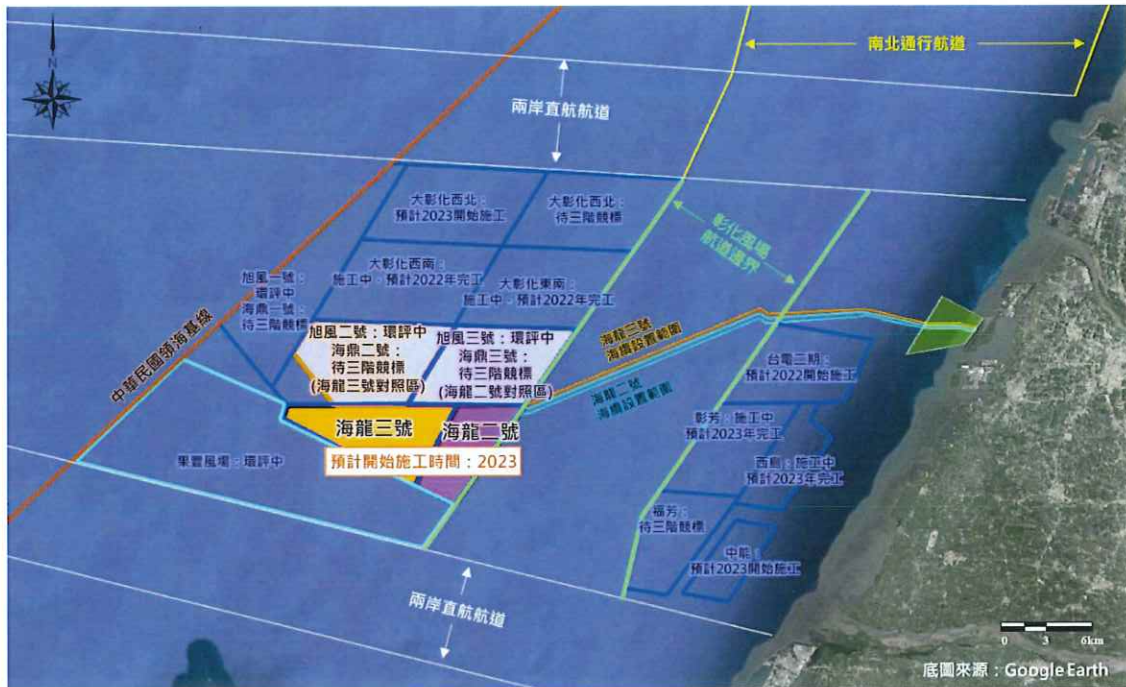 N
南北通行航道
兩岸直航航道
大彰化西北：
預計2023開始施工
大彰化西北：
待三階競標
彰化風場
航道邊界
旭風一號：
環評中
海鼎一號：
待三階競標
大彰化西南：
施工中，預計2022年完工
大彰化東南：
施工中，預計2022年完工
中華民國領海基線
旭風二號：環評中
海鼎二號：
待三階競標
(海龍三號對照區)
旭風三號：環評中
海鼎三號：
待三階競標
(海龍二號對照區)
海龍三號
海纜設置範圍
海龍二號
海纜設置範圍
台電二期：
預計2022開始施工
海龍三號
海龍二號
預計開始施工時間：2023
彰芳：施工中
預計2023年完工
西島：施工中
預計2023年完工
東豐風場：環評中
福芳：
待三階競標
中能：
預計2023開始施工
兩岸直航航道
0 3 6km
底圖來源：Google Earth